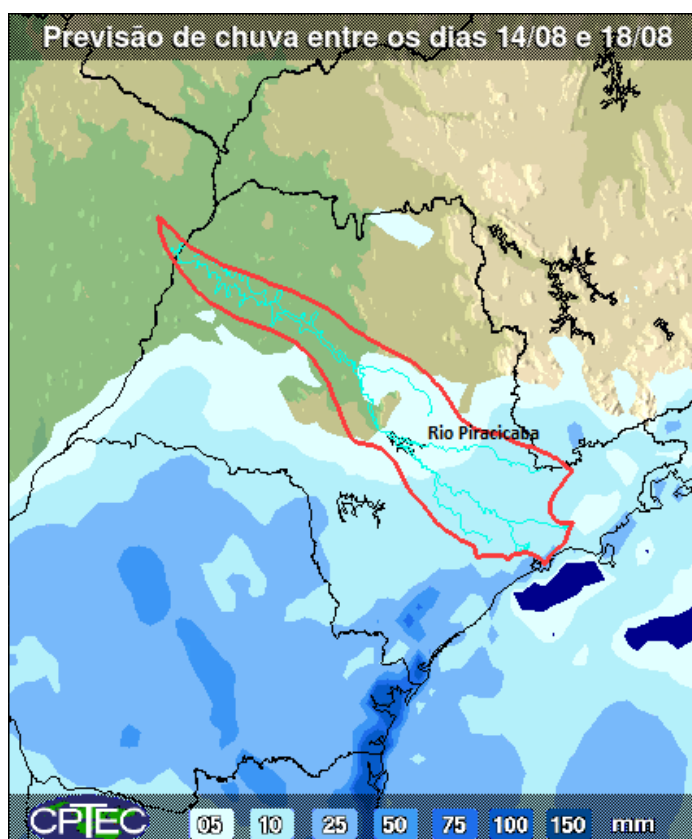 Previsão de chuva entre os dias 14/08 e 18/08
Rio Piracicaba
CPTEC 05 10 25 50 75 100 150 mm